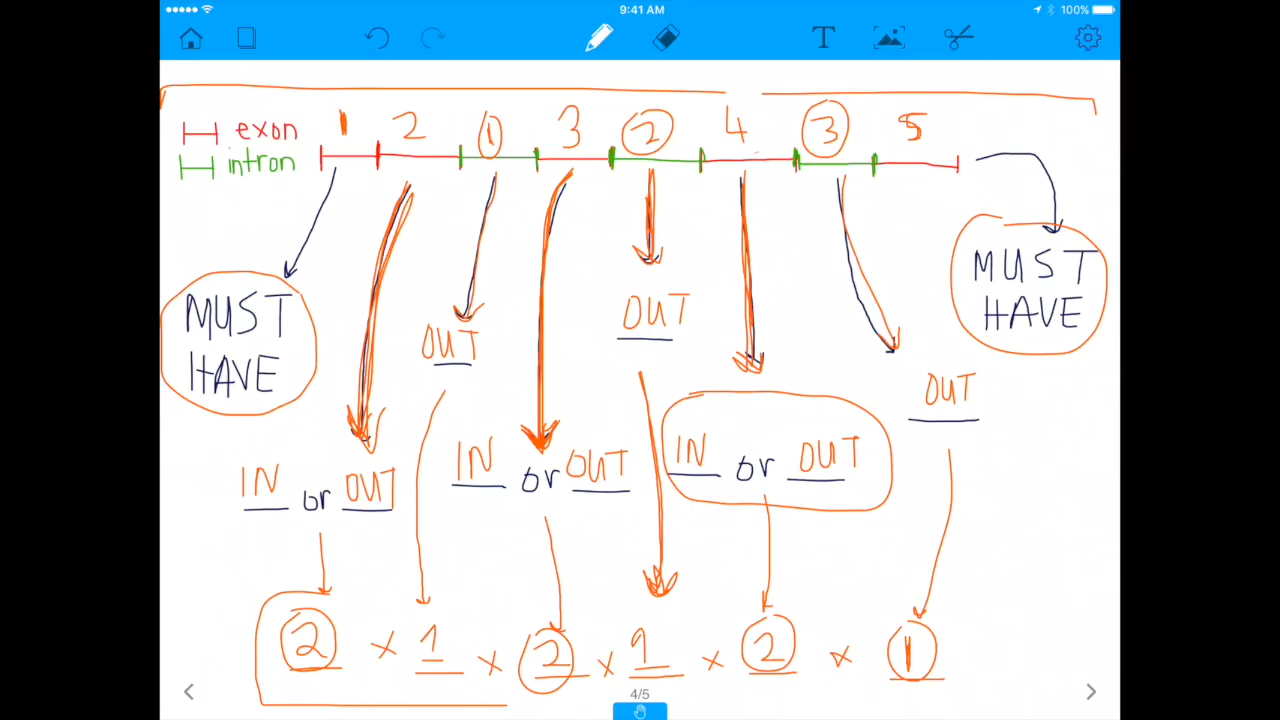 9:41 AM
100%
T
exon 1 2 1 3 2 4 3 5
intron
MUST
HAVE
MUST
HAVE
OUT
OUT
OUT
IN or OUT
IN or OUT
IN or OUT
2 x 1 x 2 x 1 x 2 x 1
4/5